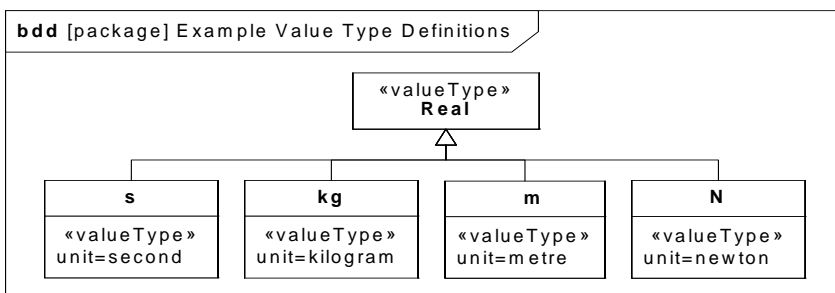 bdd [package] Example Value Type Definitions
«valueType»
Real
s
«valueType»
unit=second
kg
«valueType»
unit=kilogram
m
«valueType»
unit=metre
N
«valueType»
unit=newton